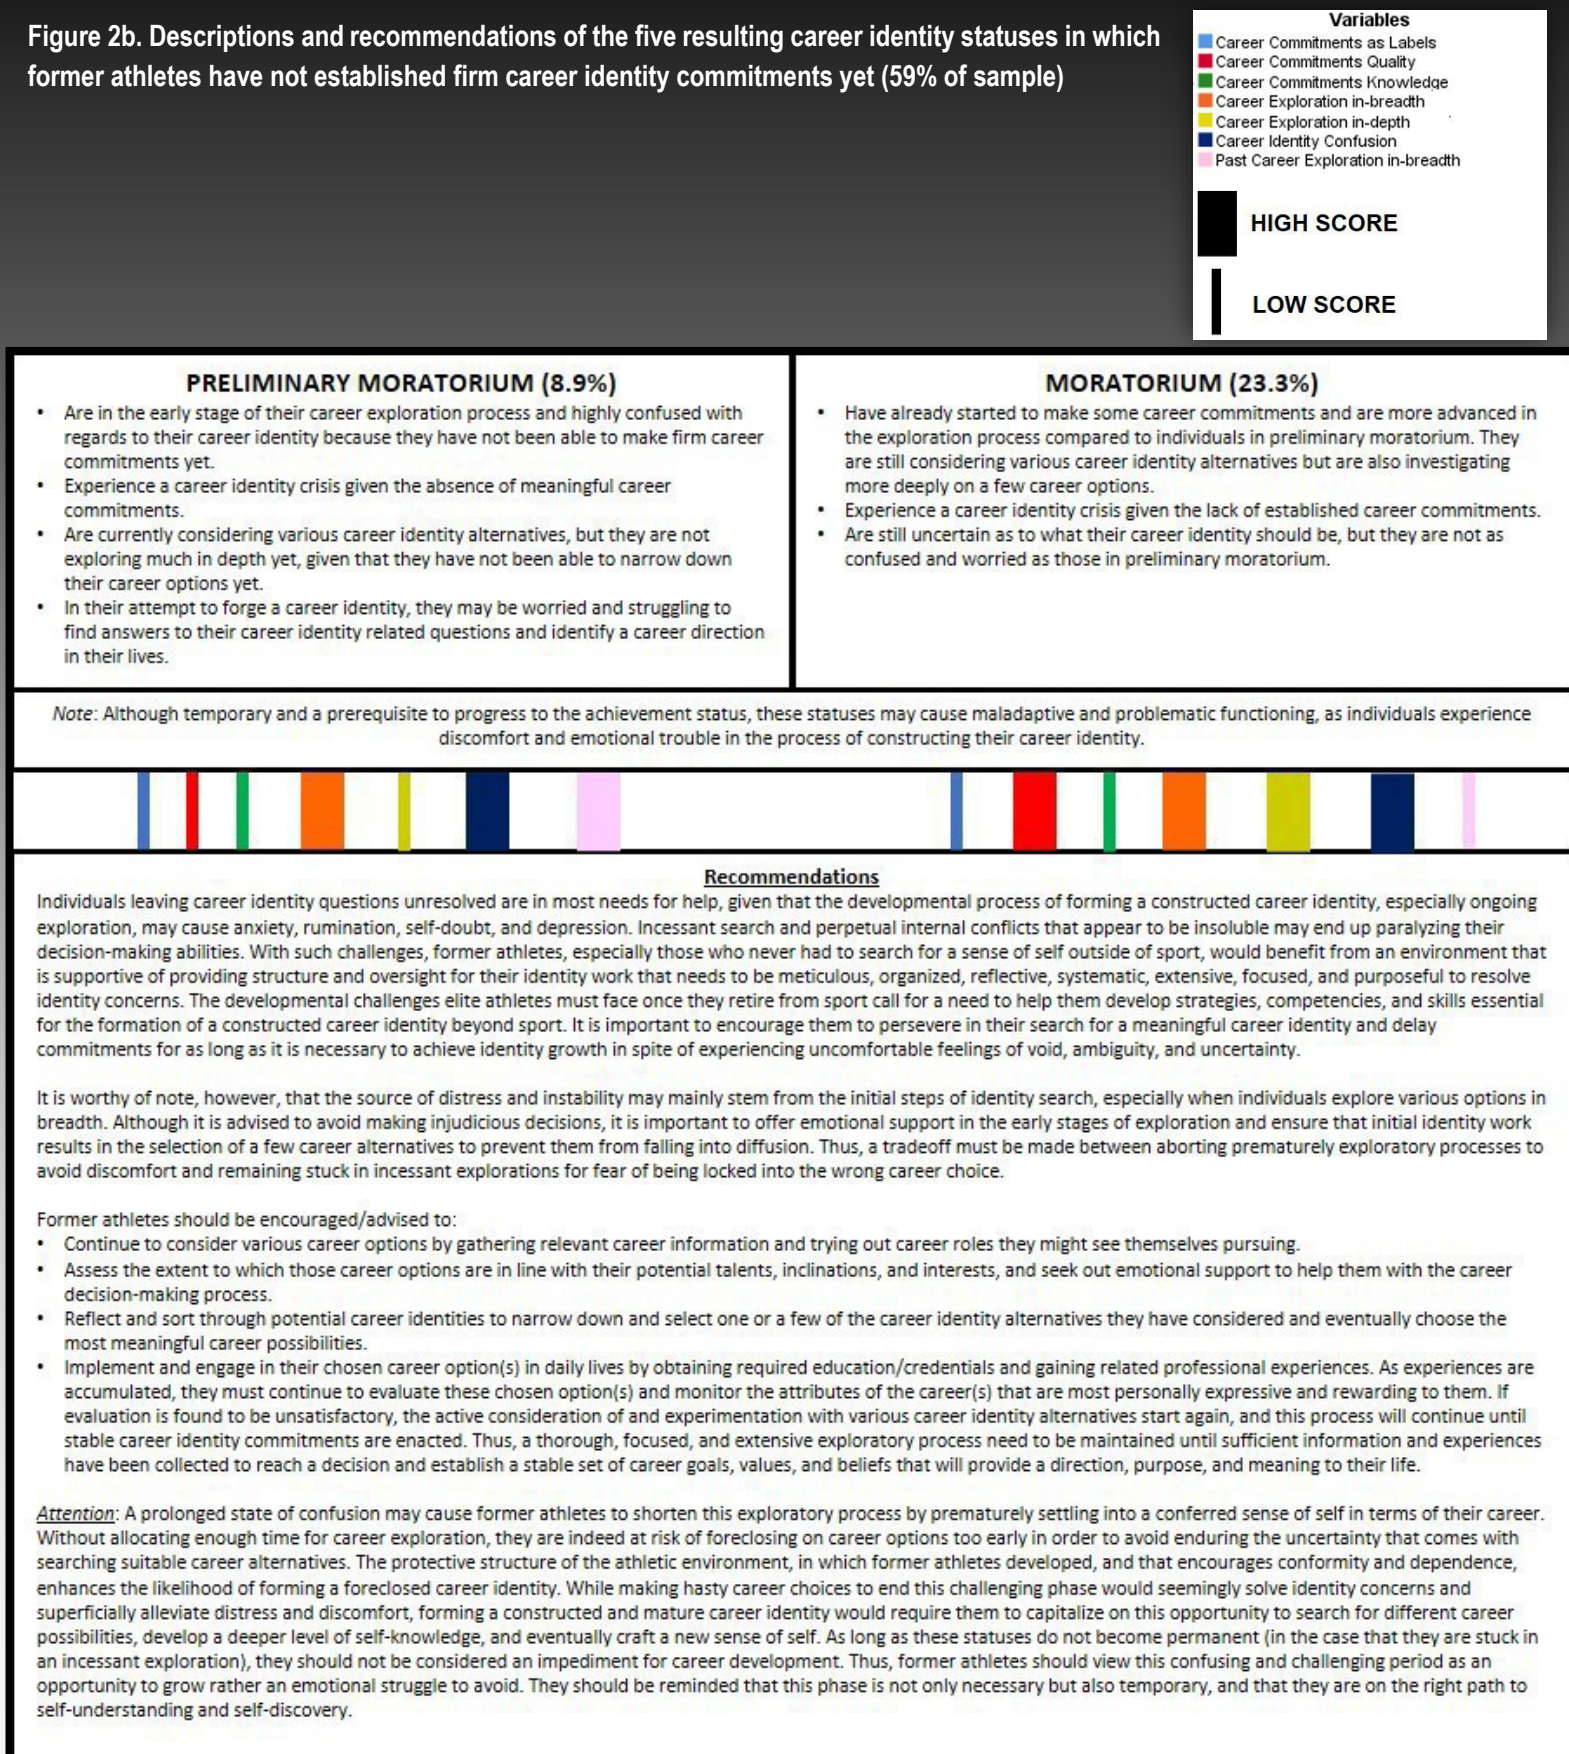 Figure 2b. Descriptions and recommendations of the five resulting career identity statuses in which
former athletes have not established firm career identity commitments yet (59% of sample)
Variables
Career Commitments as Labels
Career Commitments Quality
Career Commitments Knowledge
Career Exploration in-breadth
Career Exploration in-depth
Career Identity Confusion
Past Career Exploration in-breadth
HIGH SCORE
LOW SCORE
PRELIMINARY MORATORIUM (8.9%)
• Are in the early stage of their career exploration process and highly confused with
regards to their career identity because they have not been able to make firm career
commitments yet.
• Experience a career identity crisis given the absence of meaningful career
commitments.
• Are currently considering various career identity alternatives, but they are not
exploring much in depth yet, given that they have not been able to narrow down
their career options yet.
• In their attempt to forge a career identity, they may be worried and struggling to
find answers to their career identity related questions and identify a career direction
in their lives.
MORATORIUM (23.3%)
• Have already started to make some career commitments and are more advanced in
the exploration process compared to individuals in preliminary moratorium. They
are still considering various career identity alternatives but are also investigating
more deeply on a few career options.
• Experience a career identity crisis given the lack of established career commitments.
• Are still uncertain as to what their career identity should be, but they are not as
confused and worried as those in preliminary moratorium.
Note: Although temporary and a prerequisite to progress to the achievement status, these statuses may cause maladaptive and problematic functioning, as individuals experience
discomfort and emotional trouble in the process of constructing their career identity.
Recommendations
Individuals leaving career identity questions unresolved are in most needs for help, given that the developmental process of forming a constructed career identity, especially ongoing
exploration, may cause anxiety, rumination, self-doubt, and depression. Incessant search and perpetual internal conflicts that appear to be insoluble may end up paralyzing their
decision-making abilities. With such challenges, former athletes, especially those who never had to search for a sense of self outside of sport, would benefit from an environment that
is supportive of providing structure and oversight for their identity work that needs to be meticulous, organized, reflective, systematic, extensive, focused, and purposeful to resolve
identity concerns. The developmental challenges elite athletes must face once they retire from sport call for a need to help them develop strategies, competencies, and skills essential
for the formation of a constructed career identity beyond sport. It is important to encourage them to persevere in their search for a meaningful career identity and delay
commitments for as long as it is necessary to achieve identity growth in spite of experiencing uncomfortable feelings of void, ambiguity, and uncertainty.
It is worthy of note, however, that the source of distress and instability may mainly stem from the initial steps of identity search, especially when individuals explore various options in
breadth. Although it is advised to avoid making injudicious decisions, it is important to offer emotional support in the early stages of exploration and ensure that initial identity work
results in the selection of a few career alternatives to prevent them from falling into diffusion. Thus, a tradeoff must be made between aborting prematurely exploratory processes to
avoid discomfort and remaining stuck in incessant explorations for fear of being locked into the wrong career choice.
Former athletes should be encouraged/advised to:
• Continue to consider various career options by gathering relevant career information and trying out career roles they might see themselves pursuing.
• Assess the extent to which those career options are in line with their potential talents, inclinations, and interests, and seek out emotional support to help them with the career
decision-making process.
• Reflect and sort through potential career identities to narrow down and select one or a few of the career identity alternatives they have considered and eventually choose the
most meaningful career possibilities.
• Implement and engage in their chosen career option(s) in daily lives by obtaining required education/credentials and gaining related professional experiences. As experiences are
accumulated, they must continue to evaluate these chosen option(s) and monitor the attributes of the career(s) that are most personally expressive and rewarding to them. If
evaluation is found to be unsatisfactory, the active consideration of and experimentation with various career identity alternatives start again, and this process will continue until
stable career identity commitments are enacted. Thus, a thorough, focused, and extensive exploratory process need to be maintained until sufficient information and experiences
have been collected to reach a decision and establish a stable set of career goals, values, and beliefs that will provide a direction, purpose, and meaning to their life.
Attention: A prolonged state of confusion may cause former athletes to shorten this exploratory process by prematurely settling into a conferred sense of self in terms of their career.
Without allocating enough time for career exploration, they are indeed at risk of foreclosing on career options too early in order to avoid enduring the uncertainty that comes with
searching suitable career alternatives. The protective structure of the athletic environment, in which former athletes developed, and that encourages conformity and dependence,
enhances the likelihood of forming a foreclosed career identity. While making hasty career choices to end this challenging phase would seemingly solve identity concerns and
superficially alleviate distress and discomfort, forming a constructed and mature career identity would require them to capitalize on this opportunity to search for different career
possibilities, develop a deeper level of self-knowledge, and eventually craft a new sense of self. As long as these statuses do not become permanent (in the case that they are stuck in
an incessant exploration), they should not be considered an impediment for career development. Thus, former athletes should view this confusing and challenging period as an
opportunity to grow rather an emotional struggle to avoid. They should be reminded that this phase is not only necessary but also temporary, and that they are on the right path to
self-understanding and self-discovery.